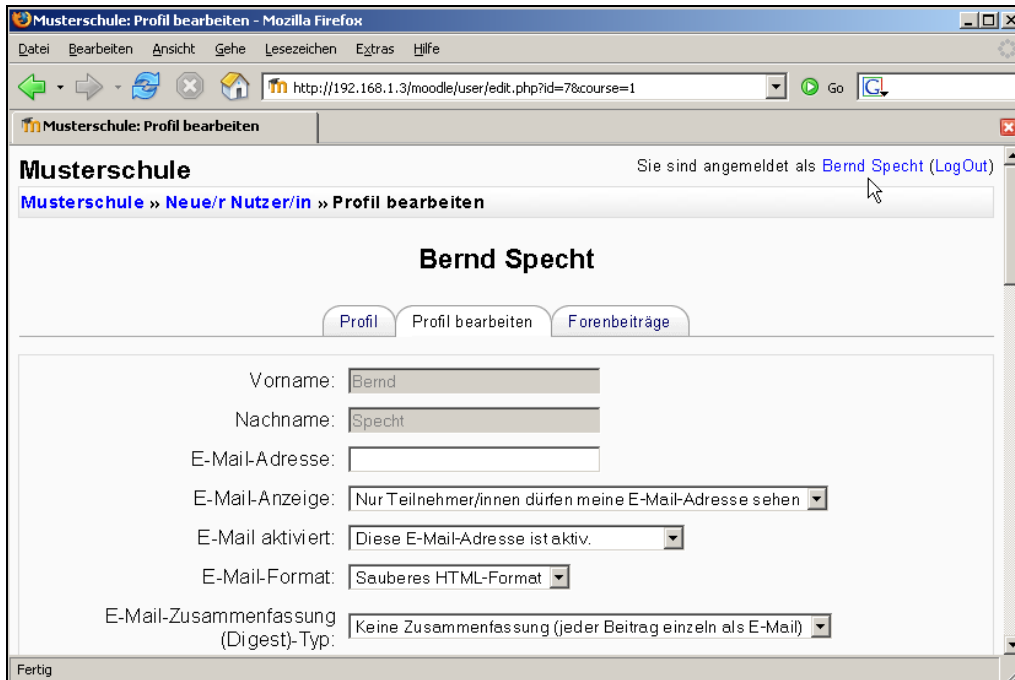 Musterschule: Profil bearbeiten - Mozilla Firefox
Datei Bearbeiten Ansicht Gehe Lesezeichen Extras Hilfe
http://192.168.1.3/moodle/user/edit.php?id=7&course=1 Go G
Musterschule: Profil bearbeiten
Musterschule Sie sind angemeldet als Bernd Specht (LogOut)
Musterschule » Neue/r Nutzer/in » Profil bearbeiten
Bernd Specht
Profil Profil bearbeiten Forenbeiträge
Vorname: Bernd
Nachname: Specht
E-Mail-Adresse:
E-Mail-Anzeige: Nur Teilnehmer/innen dürfen meine E-Mail-Adresse sehen
E-Mail aktiviert: Diese E-Mail-Adresse ist aktiv.
E-Mail-Format: Sauberes HTML-Format
E-Mail-Zusammenfassung
(Digest)-Typ: Keine Zusammenfassung (jeder Beitrag einzeln als E-Mail)
Fertig